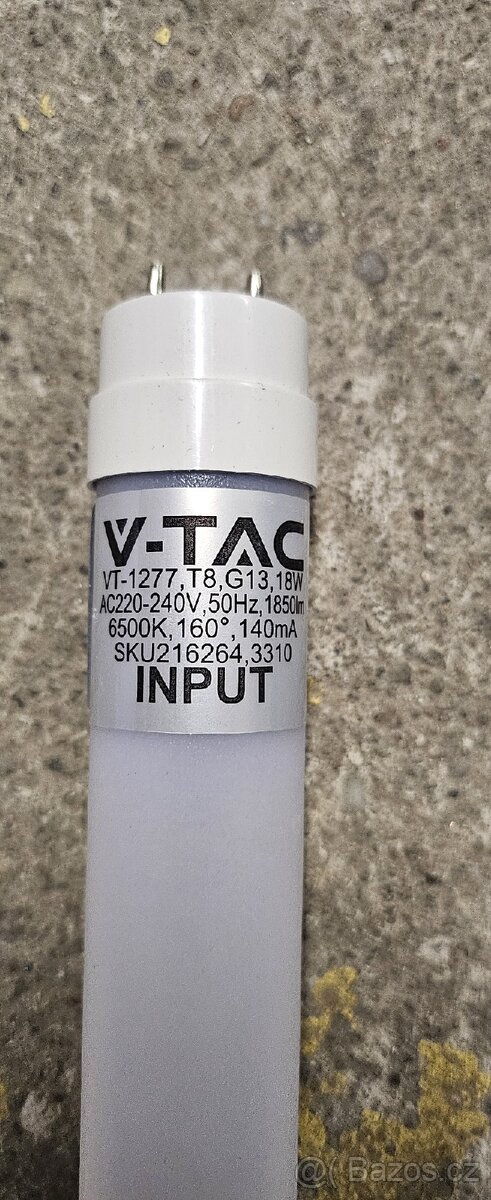 V-TAC
VT-1277,T8,G13,18W
AC220-240V,50Hz,1850lm
6500K,160°,140mA
SKU216264,3310
INPUT
@( Bazos.cz